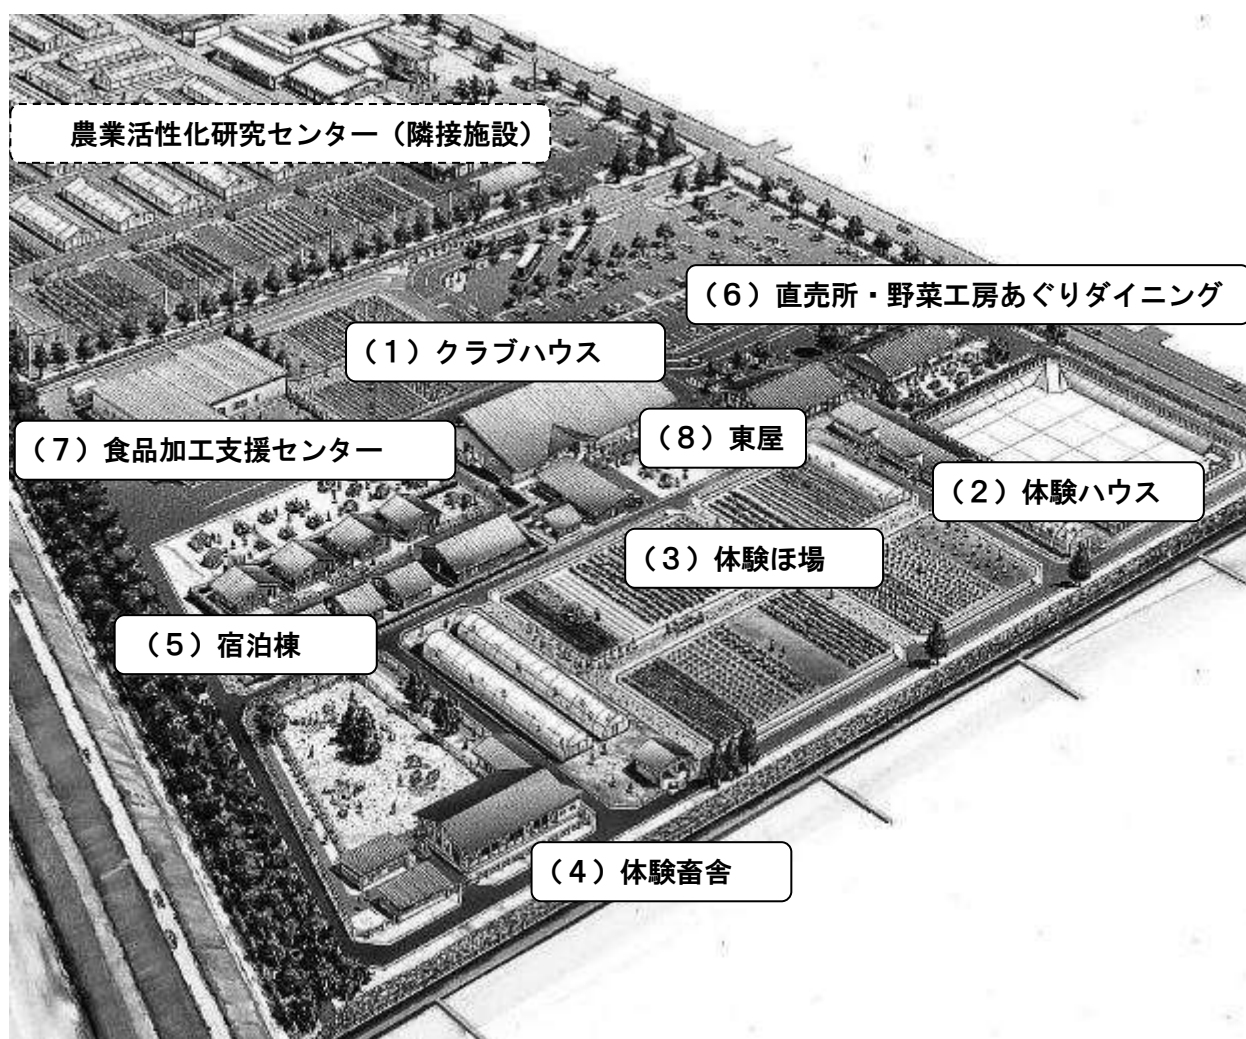 農業活性化研究センター（隣接施設）
（６）直売所・野菜工房あぐりダイニング
（１）クラブハウス
（８）東屋
（７）食品加工支援センター
（２）体験ハウス
（３）体験ほ場
（５）宿泊棟
（４）体験畜舎